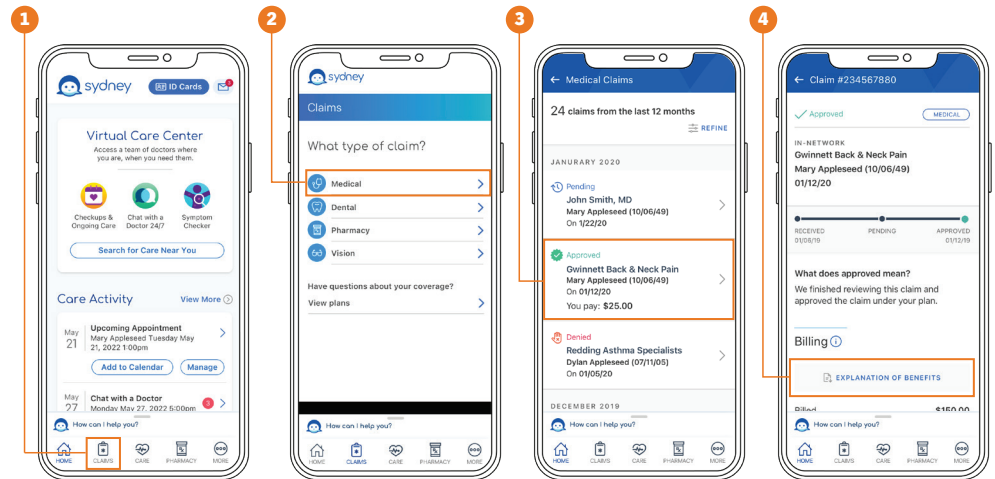 1
sydney
ID Cards
3
Virtual Care Center
Access a team of doctors where
you are, when you need them.
Checkups &
Ongoing Care
Chat with a
Doctor 24/7
Symptom
Checker
Search for Care Near You
Care Activity
View More
May
21
Upcoming Appointment
Mary Appleseed Tuesday May
21, 2022 1:00pm
Add to Calendar
Manage
May
27
Chat with a Doctor
Monday May 27, 2022 5:00pm
3
How can I help you?
HOME
CLAIMS
CARE
PHARMACY
MORE
2
sydney
Claims
What type of claim?
Medical
Dental
Pharmacy
Vision
Have questions about your coverage?
View plans
How can I help you?
HOME
CLAIMS
CARE
PHARMACY
MORE
3
Medical Claims
24 claims from the last 12 months
REFINE
JANURARY 2020
Pending
John Smith, MD
Mary Appleseed (10/06/49)
On 1/22/20
Approved
Gwinnett Back & Neck Pain
Mary Appleseed (10/06/49)
On 01/12/20
You pay: $25.00
Denied
Redding Asthma Specialists
Dylan Appleseed (07/11/05)
On 01/05/20
DECEMBER 2019
How can I help you?
HOME
CLAIMS
CARE
PHARMACY
MORE
4
Claim #234567880
Approved
MEDICAL
IN-NETWORK
Gwinnett Back & Neck Pain
Mary Appleseed (10/06/49)
01/12/20
RECEIVED
01/06/19
PENDING
APPROVED
01/12/19
What does approved mean?
We finished reviewing this claim and
approved the claim under your plan.
Billing
EXPLANATION OF BENEFITS
Billed
$150.00
How can I help you?
HOME
CLAIMS
CARE
PHARMACY
MORE